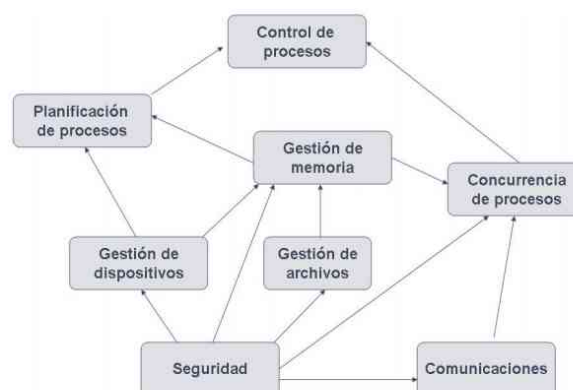 Control de
procesos
Planificación
de procesos
Gestión de
memoria
Concurrencia
de procesos
Gestión de
dispositivos
Gestión de
archivos
Seguridad
Comunicaciones